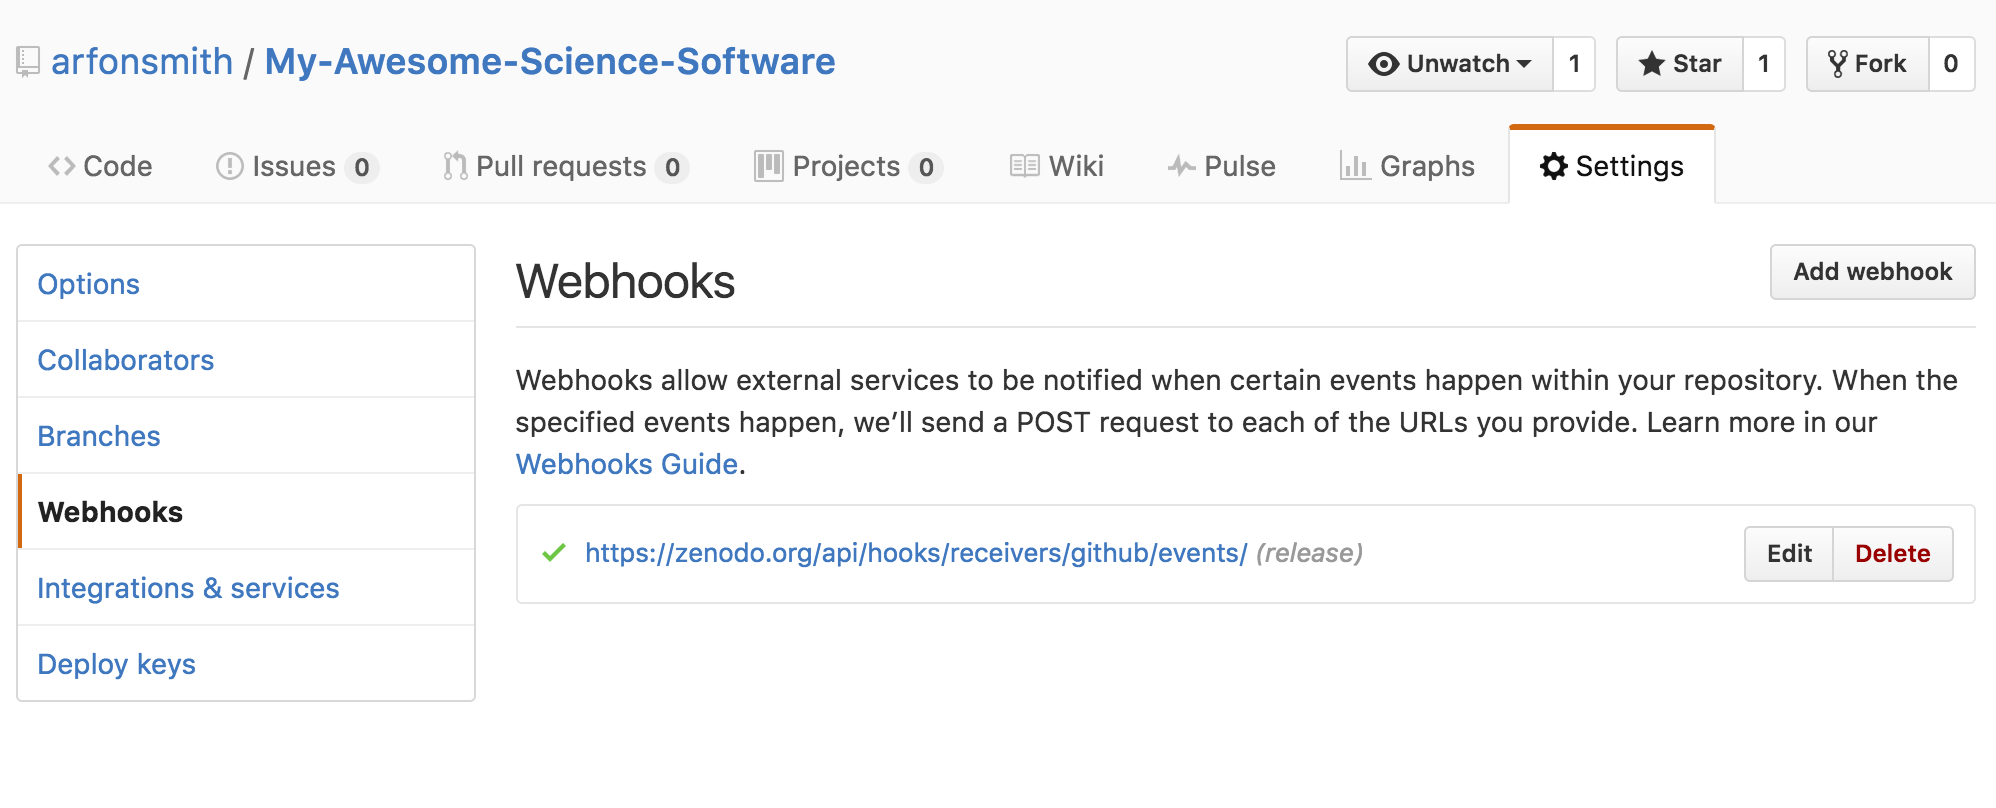 arfonsmith / My-Awesome-Science-Software
Unwatch 1 Star 1 Fork 0
Code Issues 0 Pull requests 0 Projects 0 Wiki Pulse Graphs Settings
Options
Collaborators
Branches
Webhooks
Integrations & services
Deploy keys
Webhooks
Add webhook
Webhooks allow external services to be notified when certain events happen within your repository. When the
specified events happen, we’ll send a POST request to each of the URLs you provide. Learn more in our
Webhooks Guide.
https://zenodo.org/api/hooks/receivers/github/events/ (release)
Edit Delete